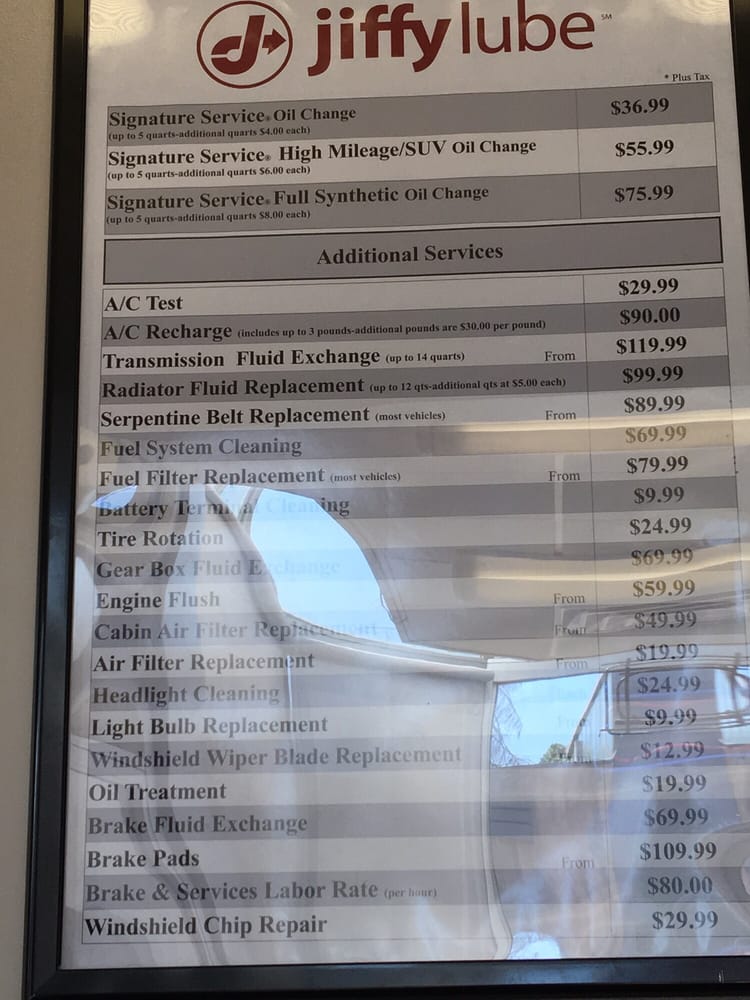 jiffy lube SM
* Plus Tax
Signature Service® Oil Change $36.99
(up to 5 quarts-additional quarts $4.00 each)
Signature Service® High Mileage/SUV Oil Change $55.99
(up to 5 quarts-additional quarts $6.00 each)
Signature Service® Full Synthetic Oil Change $75.99
(up to 5 quarts-additional quarts $8.00 each)
Additional Services
A/C Test $29.99
A/C Recharge (includes up to 3 pounds-additional pounds are $30.00 per pound) $90.00
Transmission Fluid Exchange (up to 14 quarts) From $119.99
Radiator Fluid Replacement (up to 12 qts-additional qts at $5.00 each) $99.99
Serpentine Belt Replacement (most vehicles) From $89.99
Fuel System Cleaning $69.99
Fuel Filter Replacement (most vehicles) From $79.99
Battery Terminal Cleaning $9.99
Tire Rotation $24.99
Gear Box Fluid Exchange $69.99
Engine Flush From $59.99
Cabin Air Filter Replacement From $49.99
Air Filter Replacement From $19.99
Headlight Cleaning $24.99
Light Bulb Replacement From $9.99
Windshield Wiper Blade Replacement $12.99
Oil Treatment $19.99
Brake Fluid Exchange $69.99
Brake Pads From $109.99
Brake & Services Labor Rate (per hour) $80.00
Windshield Chip Repair $29.99